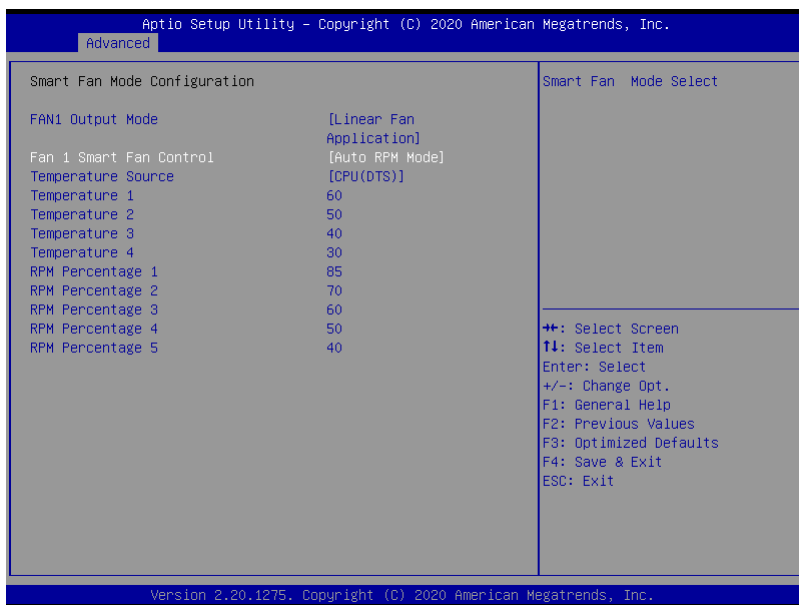 Aptio Setup Utility – Copyright (C) 2020 American Megatrends, Inc.
Advanced
Smart Fan Mode Configuration
FAN1 Output Mode [Linear Fan
Application]
Fan 1 Smart Fan Control [Auto RPM Mode]
Temperature Source [CPU(DTS)]
Temperature 1 60
Temperature 2 50
Temperature 3 40
Temperature 4 30
RPM Percentage 1 85
RPM Percentage 2 70
RPM Percentage 3 60
RPM Percentage 4 50
RPM Percentage 5 40
Smart Fan Mode Select
→←: Select Screen
↑↓: Select Item
Enter: Select
+/-: Change Opt.
F1: General Help
F2: Previous Values
F3: Optimized Defaults
F4: Save & Exit
ESC: Exit
Version 2.20.1275. Copyright (C) 2020 American Megatrends, Inc.